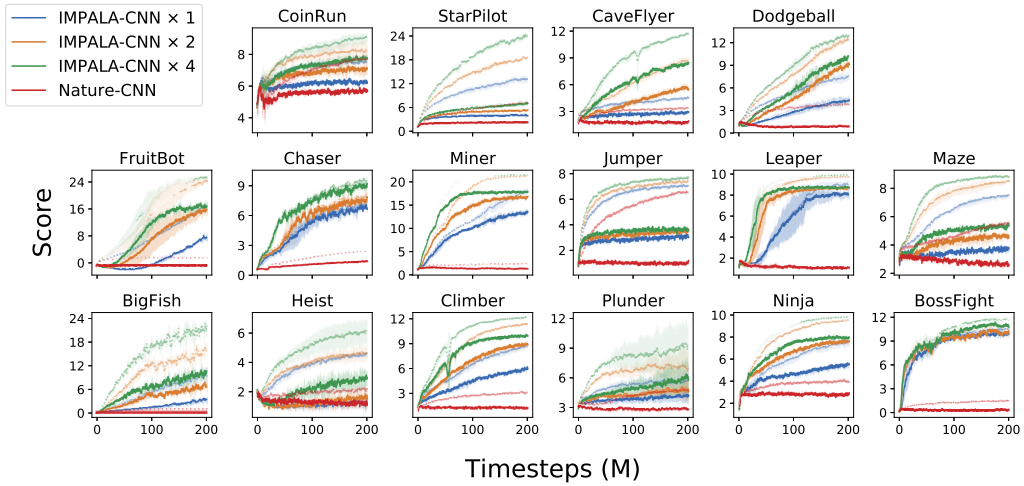 IMPALA-CNN × 1
IMPALA-CNN × 2
IMPALA-CNN × 4
Nature-CNN
CoinRun
StarPilot
CaveFlyer
Dodgeball
8
6
4
24
18
12
6
0
12
9
6
3
12
9
6
3
0
FruitBot
Chaser
Miner
Jumper
Leaper
Maze
24
16
8
0
9
6
3
0
20
15
10
5
0
8
6
4
2
10
8
6
4
2
8
6
4
2
Score
BigFish
Heist
Climber
Plunder
Ninja
BossFight
24
18
12
6
0
6
4
2
12
9
6
3
12
9
6
3
10
8
6
4
2
12
9
6
3
0
0 100 200
0 100 200
0 100 200
0 100 200
0 100 200
0 100 200
Timesteps (M)